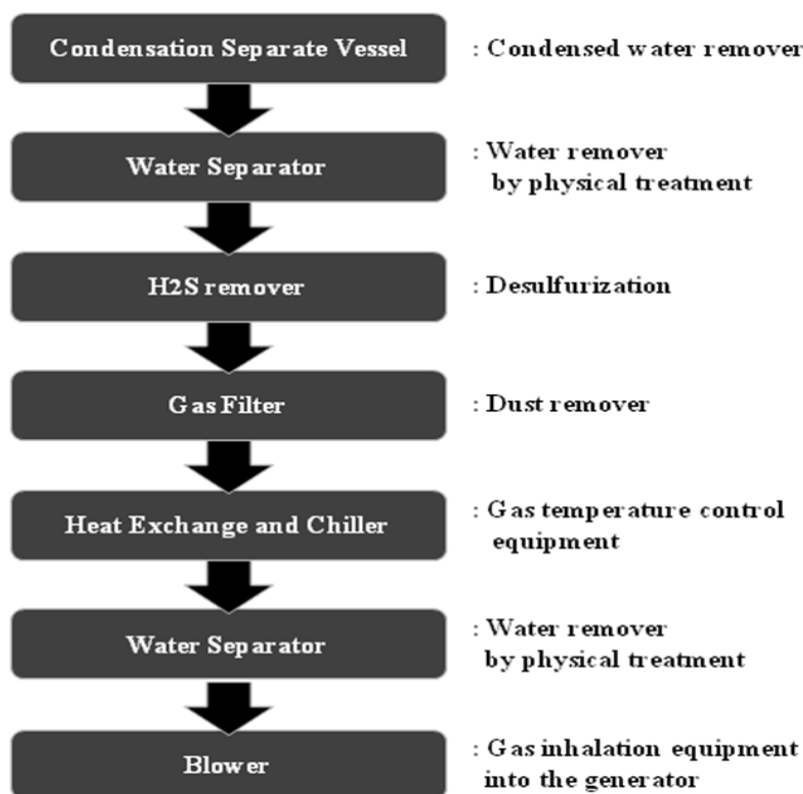 Condensation Separate Vessel
: Condensed water remover
Water Separator
: Water remover
by physical treatment
H2S remover
: Desulfurization
Gas Filter
: Dust remover
Heat Exchange and Chiller
: Gas temperature control
equipment
Water Separator
: Water remover
by physical treatment
Blower
: Gas inhalation equipment
into the generator